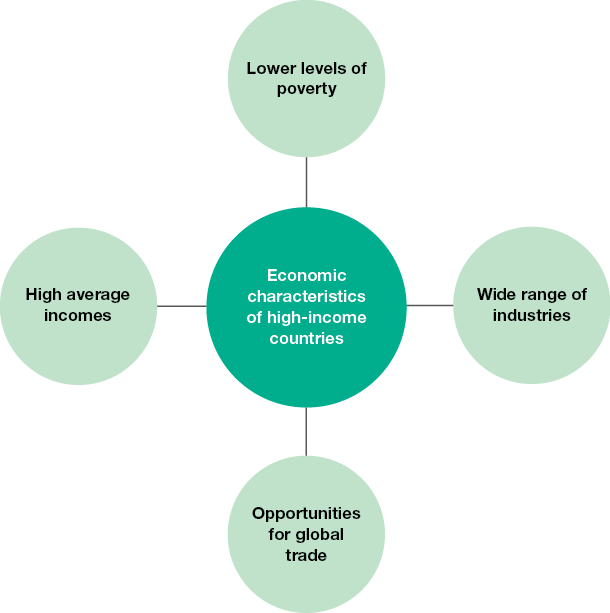 Lower levels of
poverty
High average
incomes
Economic
characteristics
of high-income
countries
Wide range of
industries
Opportunities
for global
trade